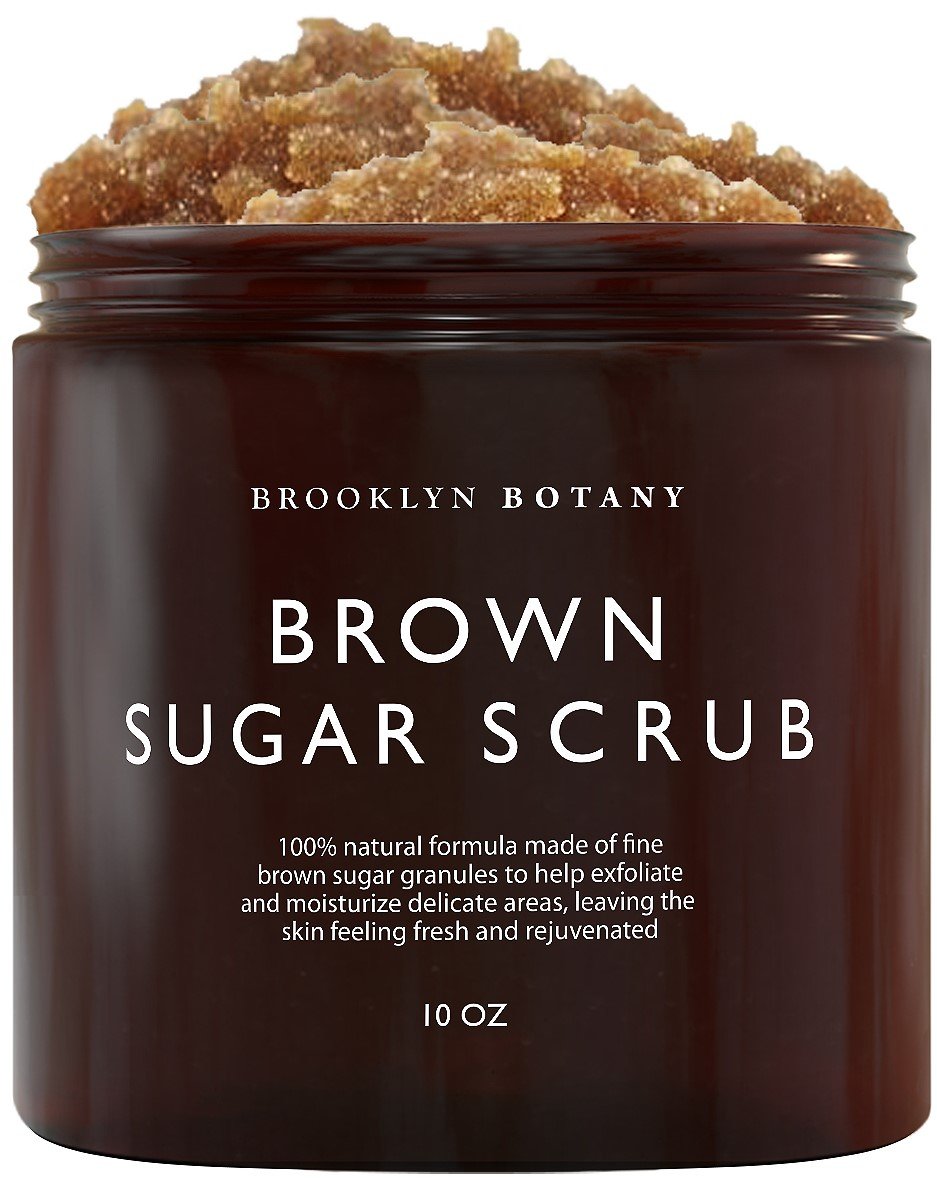 BROOKLYN BOTANY
BROWN
SUGAR SCRUB
100% natural formula made of fine
brown sugar granules to help exfoliate
and moisturize delicate areas, leaving the
skin feeling fresh and rejuvenated
10 OZ